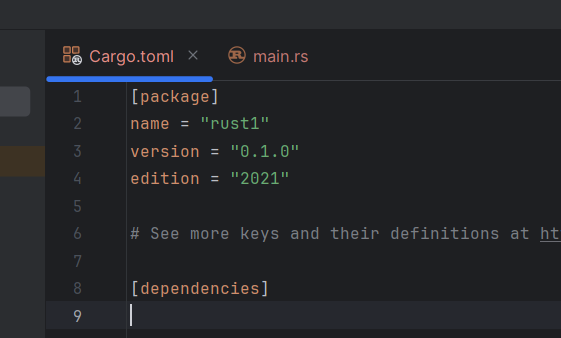 Cargo.toml main.rs
1 [package]
2 name = "rust1"
3 version = "0.1.0"
4 edition = "2021"
5
6 # See more keys and their definitions at ht
7
8 [dependencies]
9